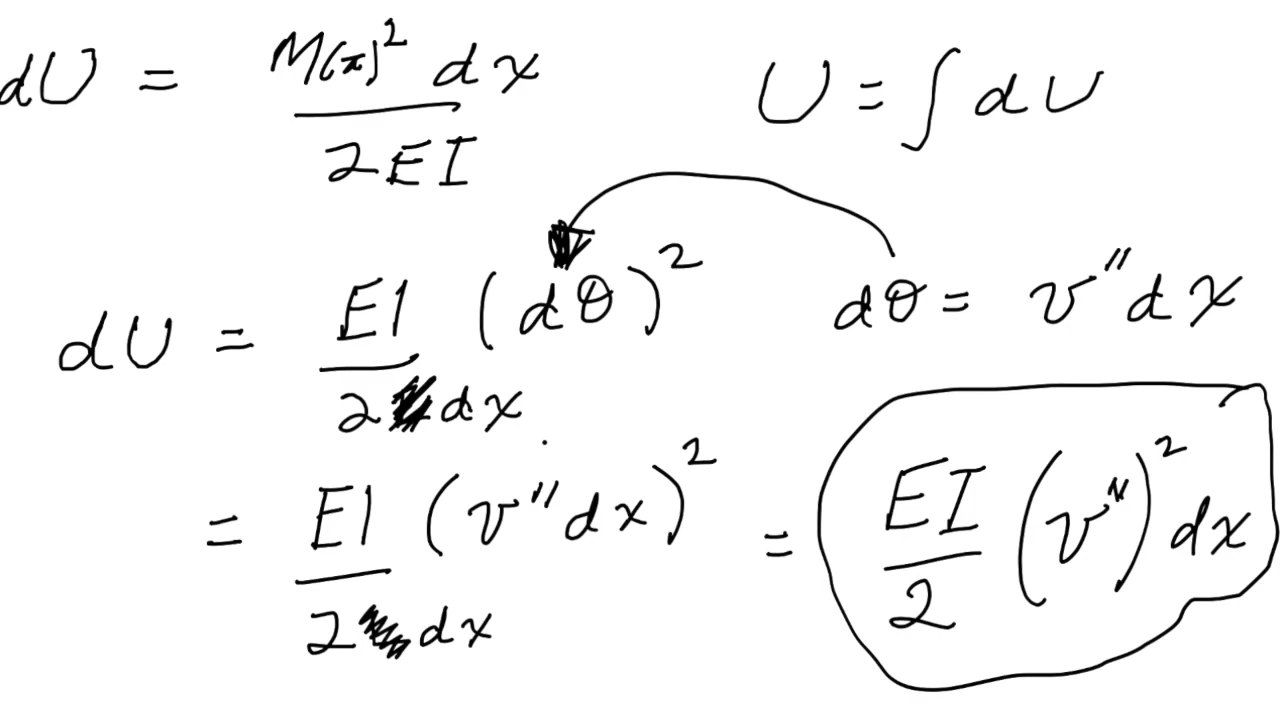 dU = M(x)² dx / 2EI    U = ∫ dU
dU = EI / 2dx (dθ)²    dθ = v″dx
= EI / 2dx (v″dx)² = EI / 2 (v″)² dx